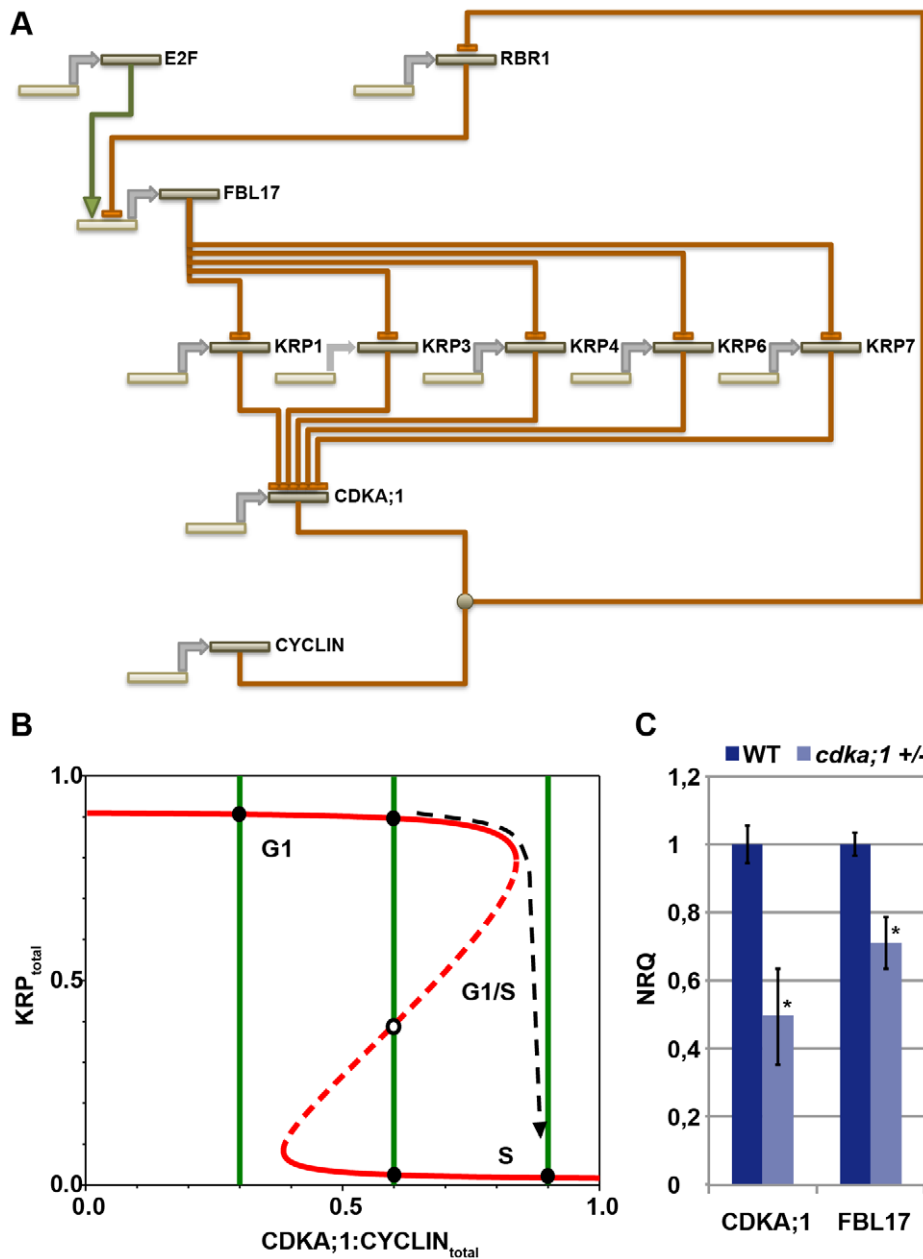 A
E2F
RBR1
FBL17
KRP1
KRP3
KRP4
KRP6
KRP7
CDKA;1
CYCLIN
B
1.0
0.5
0.0
KRPtotal
G1
G1/S
S
0.0
0.5
1.0
CDKA;1:CYCLINtotal
C
WT
cdka;1 +/-
1,2
1
0,8
0,6
0,4
0,2
0
NRQ
*
*
CDKA;1
FBL17